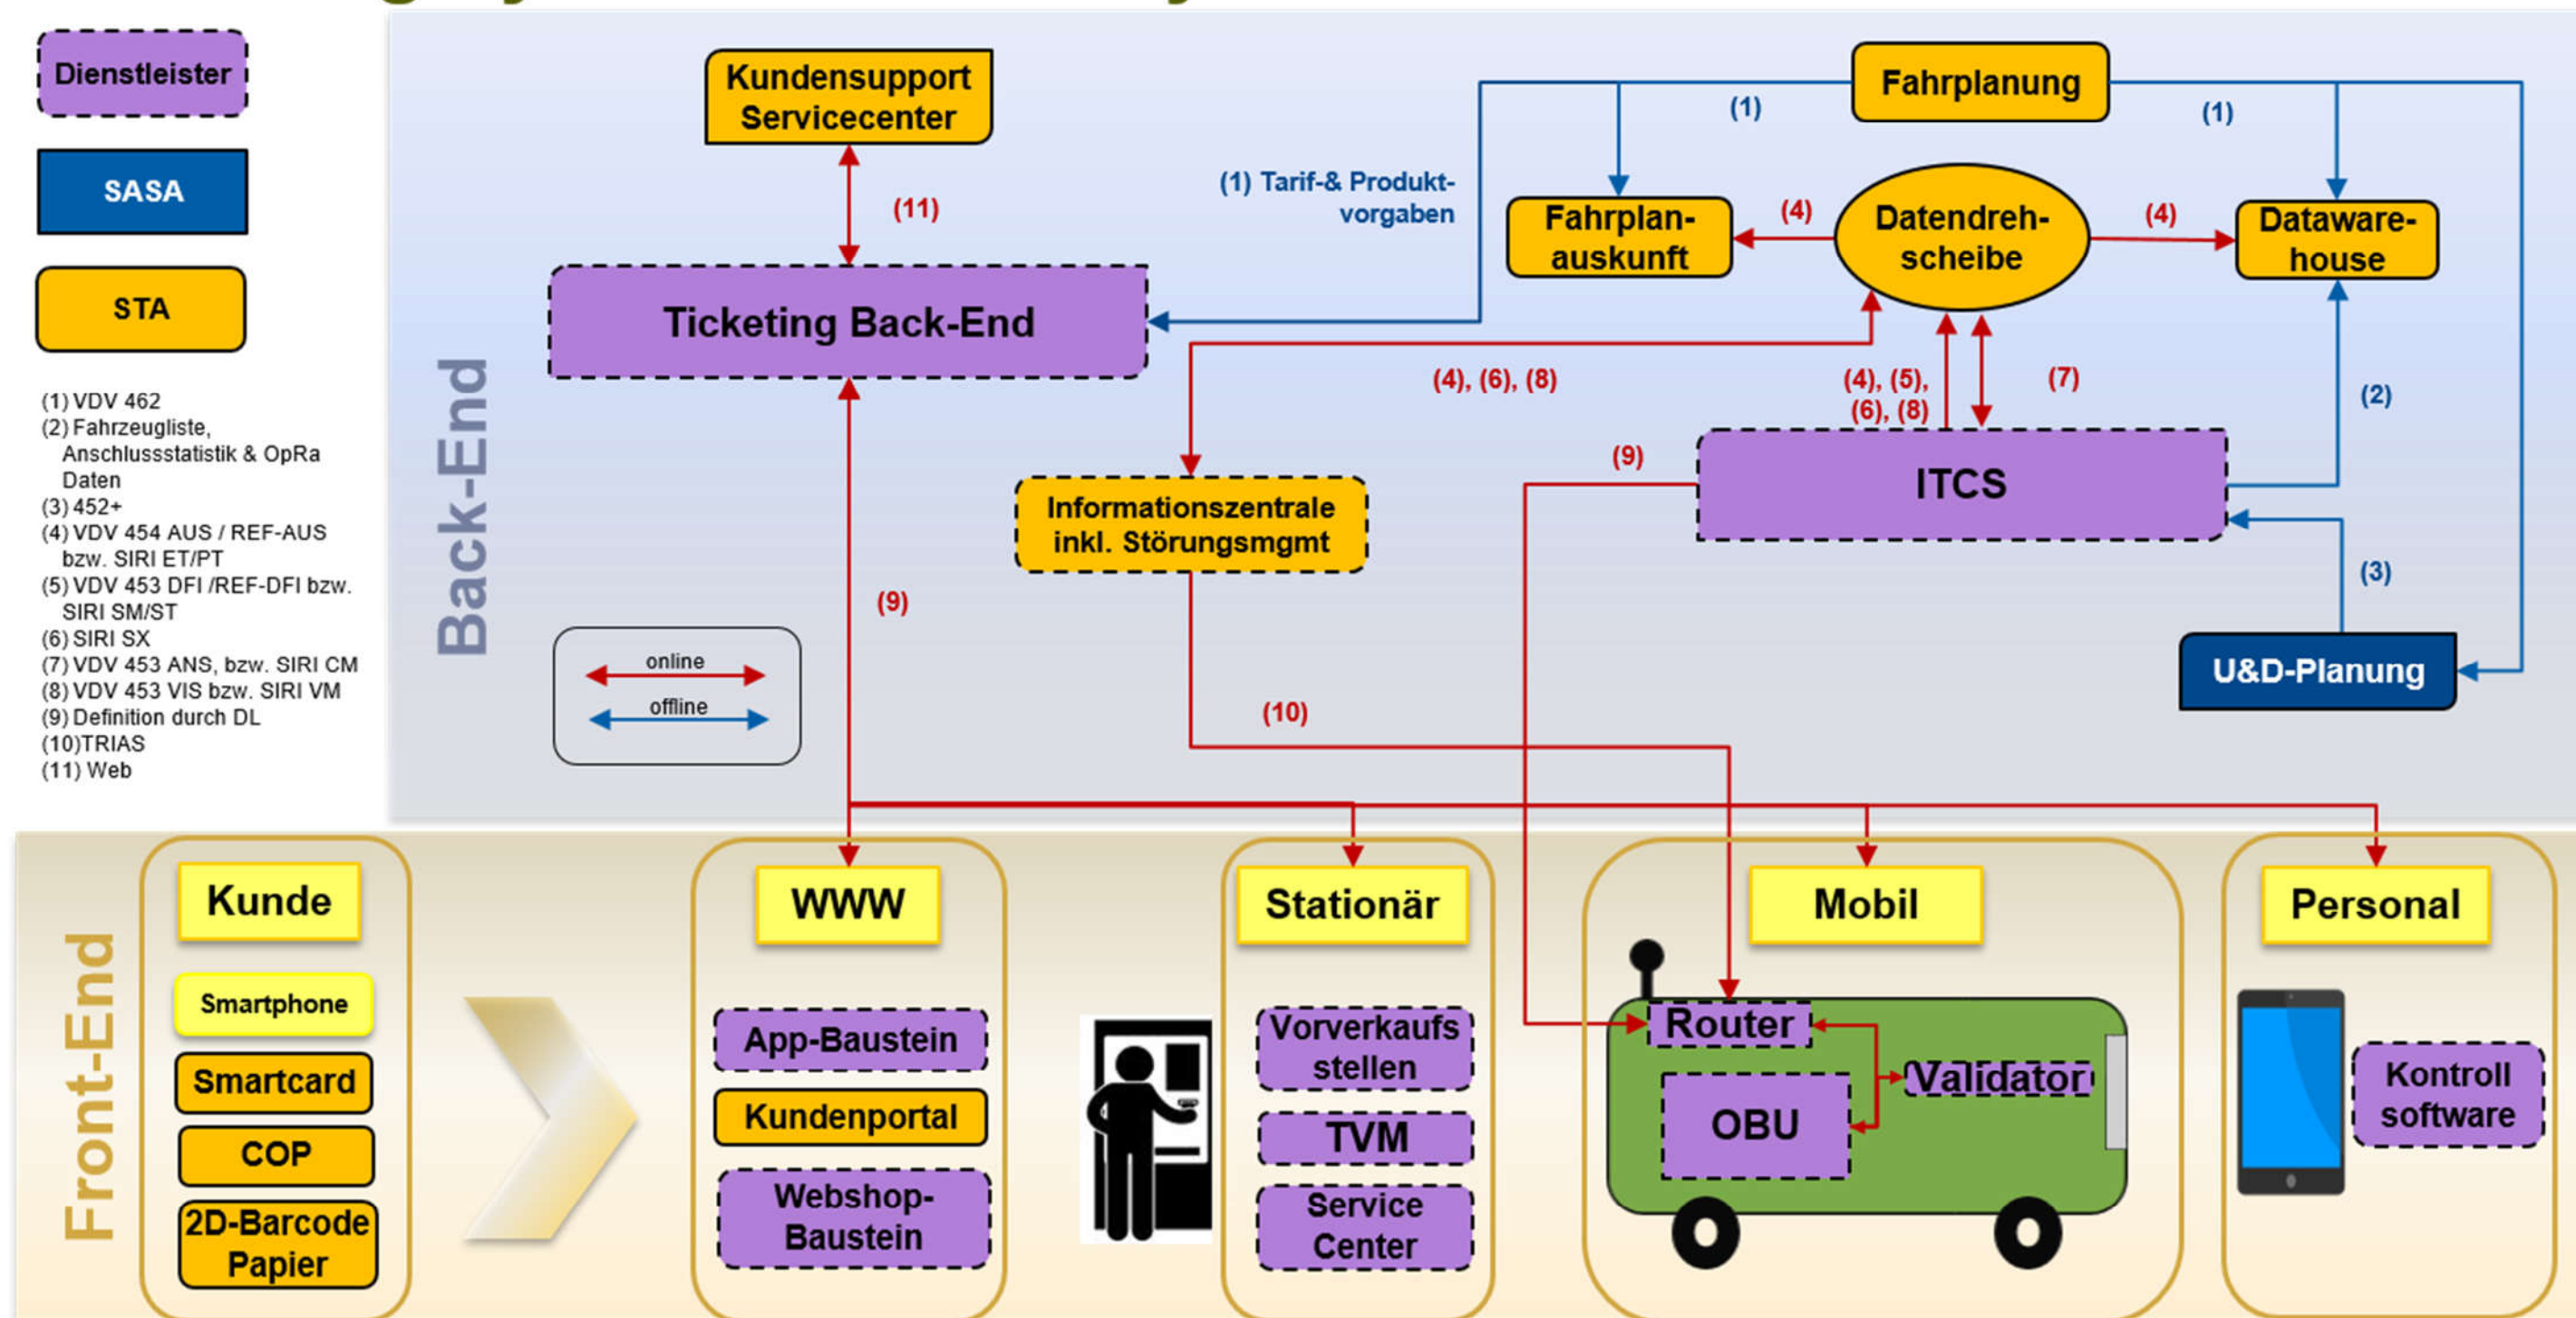 Dienstleister
SASA
STA
(1) VDV 462
(2) Fahrzeugliste,
Anschlussstatistik & OpRa
Daten
(3) 452+
(4) VDV 454 AUS / REF-AUS
bzw. SIRI ET/PT
(5) VDV 453 DFI /REF-DFI bzw.
SIRI SM/ST
(6) SIRI SX
(7) VDV 453 ANS, bzw. SIRI CM
(8) VDV 453 VIS bzw. SIRI VM
(9) Definition durch DL
(10)TRIAS
(11) Web
Back-End
Kundensupport
Servicecenter
(11)
Ticketing Back-End
(9)
online
offline
Fahrplanung
(1)
(1)
(1) Tarif-& Produkt-
vorgaben
Fahrplan-
auskunft
(4)
Datendreh-
scheibe
(4)
Dataware-
house
(4), (6), (8)
(4), (5),
(6), (8)
(7)
(2)
(9)
ITCS
Informationszentrale
inkl. Störungsmgmt
(3)
U&D-Planung
(10)
Front-End
Kunde
Smartphone
Smartcard
COP
2D-Barcode
Papier
WWW
App-Baustein
Kundenportal
Webshop-
Baustein
Stationär
Vorverkaufs
stellen
TVM
Service
Center
Mobil
Router
Validator
OBU
Personal
Kontroll
software